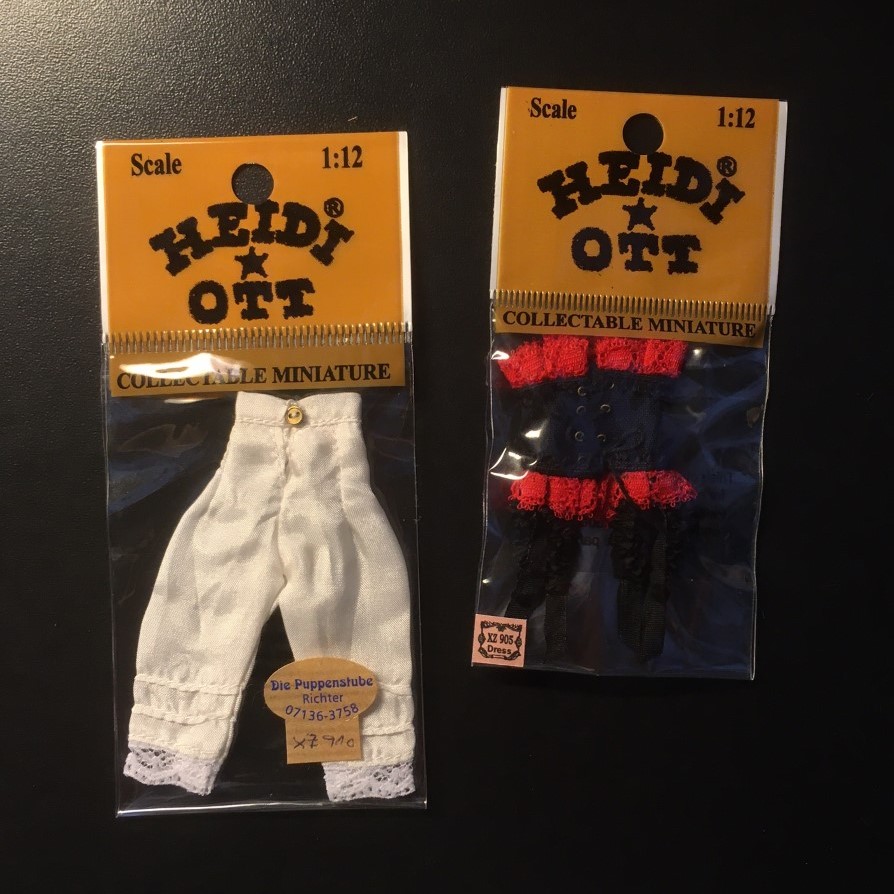 Scale 1:12
HEIDI®
OTT
COLLECTABLE MINIATURE
Die Puppenstube
Richter
07136-3758
XZ 910
Scale 1:12
HEIDI®
OTT
COLLECTABLE MINIATURE
XZ 905
Dress